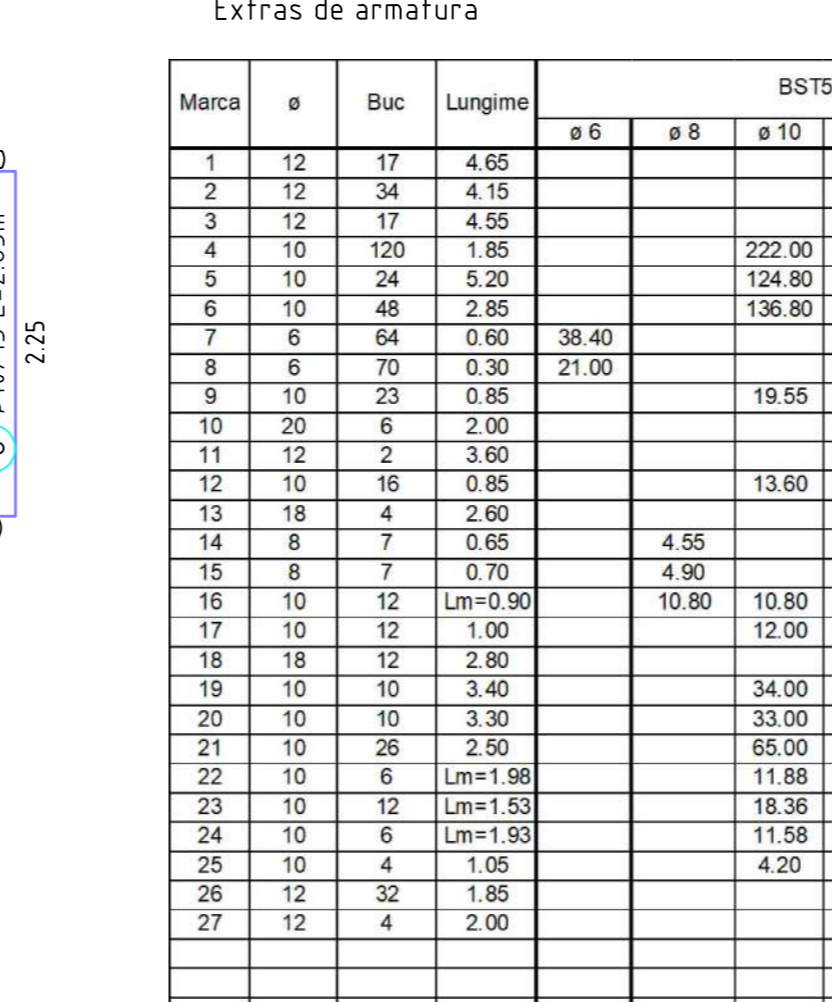 Extras de armatura
Marca ø Buc Lungime BST5
ø 6 ø 8 ø 10
1 12 17 4.65
2 12 34 4.15
3 12 17 4.55
4 10 120 1.85 222.00
5 10 24 5.20 124.80
6 10 48 2.85 136.80
7 6 64 0.60 38.40
8 6 70 0.30 21.00
9 10 23 0.85 19.55
10 20 6 2.00
11 12 2 3.60
12 10 16 0.85 13.60
13 18 4 2.60
14 8 7 0.65 4.55
15 8 7 0.70 4.90
16 10 12 Lm=0.90 10.80 10.80
17 10 12 1.00 12.00
18 18 12 2.80
19 10 10 3.40 34.00
20 10 10 3.30 33.00
21 10 26 2.50 65.00
22 10 6 Lm=1.98 11.88
23 10 12 Lm=1.53 18.36
24 10 6 Lm=1.93 11.58
25 10 4 1.05 4.20
26 12 32 1.85
27 12 4 2.00
2.25